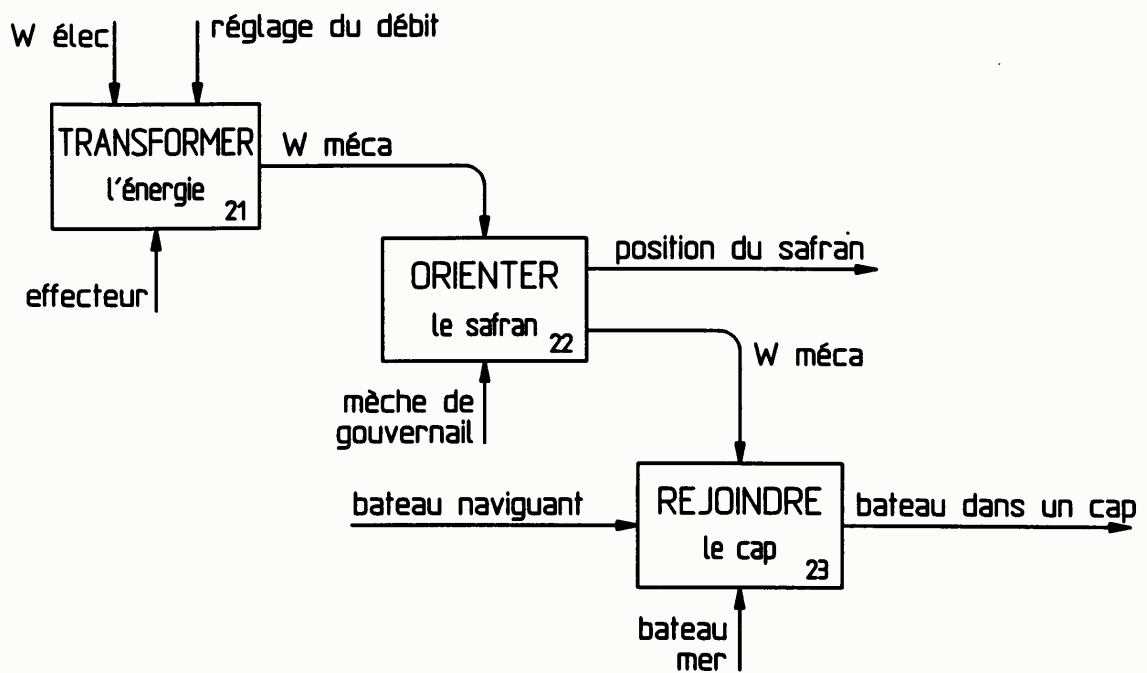 W élec
réglage du débit
TRANSFORMER
l'énergie
21
W méca
effecteur
ORIENTER
le safran
22
position du safran
W méca
mèche de
gouvernail
bateau naviguant
REJOINDRE
le cap
23
bateau dans un cap
bateau
mer